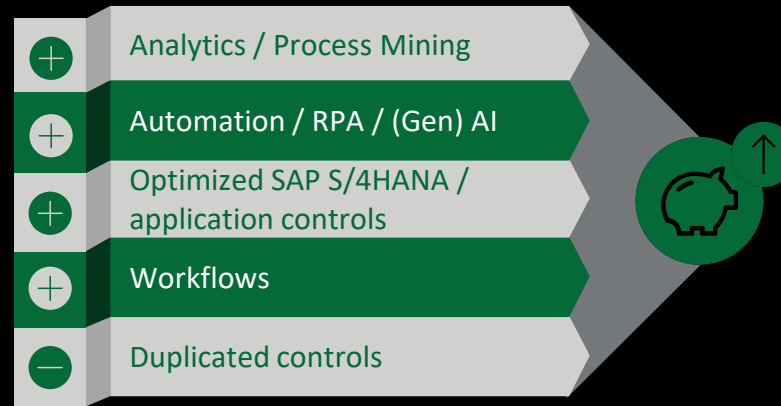 Analytics / Process Mining
Automation / RPA / (Gen) AI
Optimized SAP S/4HANA /
application controls
Workflows
Duplicated controls